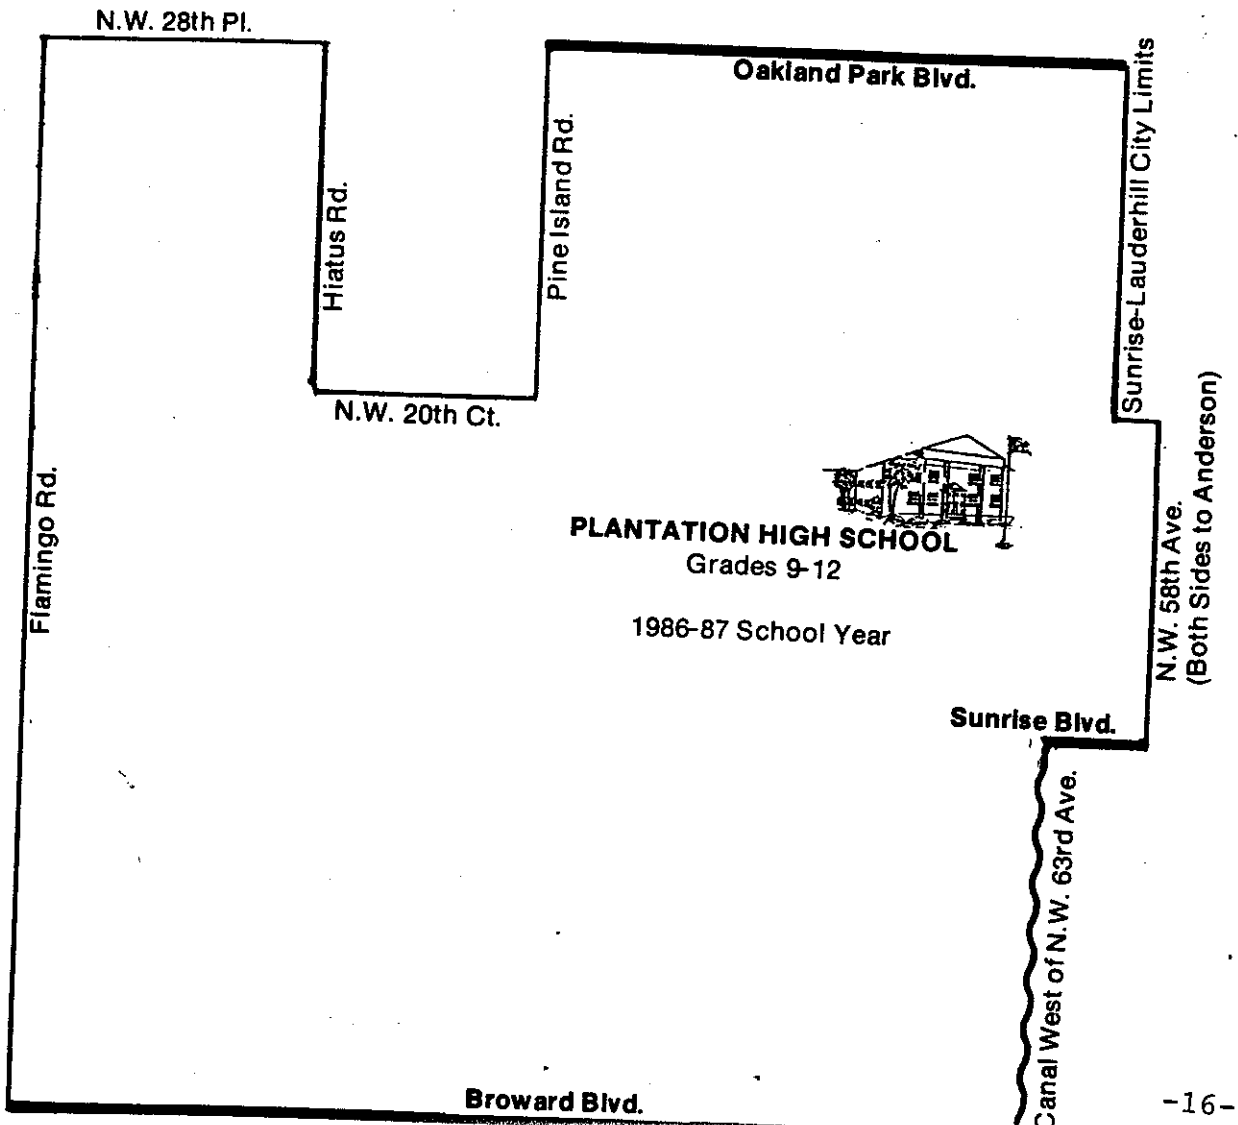 N.W. 28th Pl.
Oakland Park Blvd.
Sunrise-Lauderhill City Limits
Hiatus Rd.
Pine Island Rd.
N.W. 20th Ct.
Flamingo Rd.
PLANTATION HIGH SCHOOL
Grades 9-12
1986-87 School Year
N.W. 58th Ave.
(Both Sides to Anderson)
Sunrise Blvd.
Canal West of N.W. 63rd Ave.
Broward Blvd.
-16-